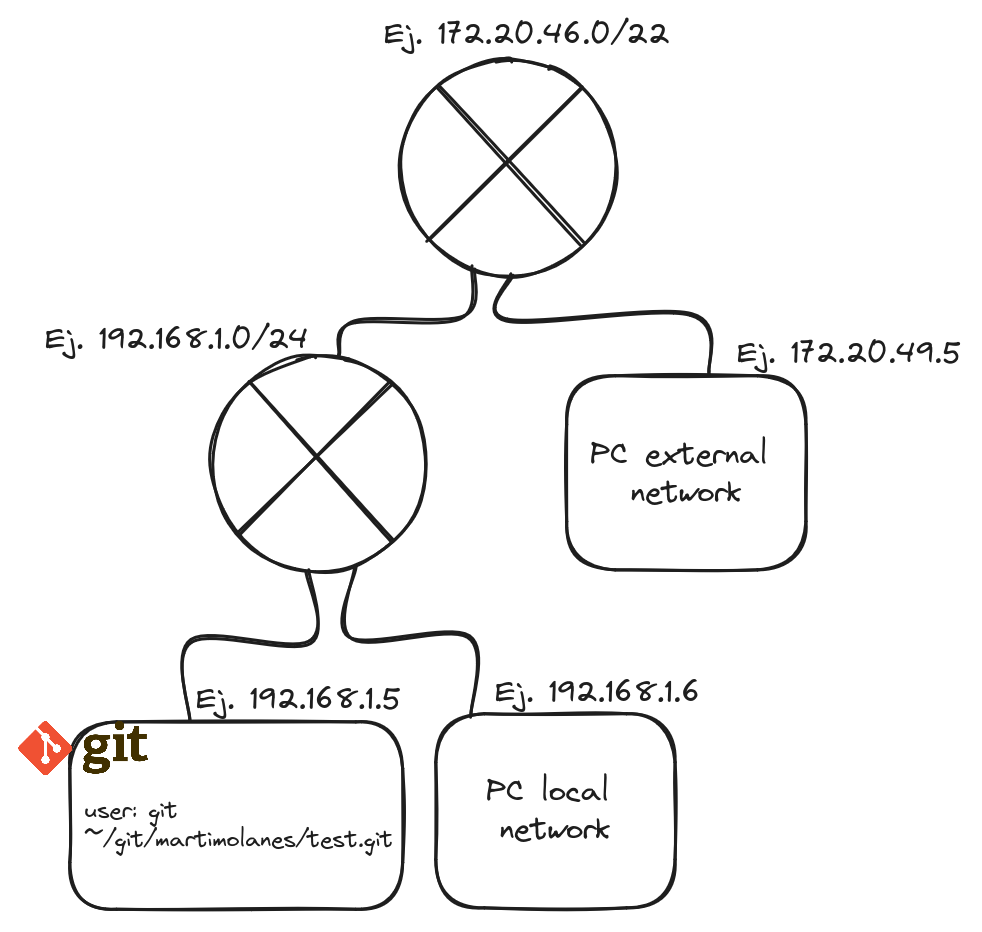 Ej. 172.20.46.0/22
Ej. 192.168.1.0/24
Ej. 172.20.49.5
PC external
network
Ej. 192.168.1.5
Ej. 192.168.1.6
git
user: git
~/git/martimolanes/test.git
PC local
network